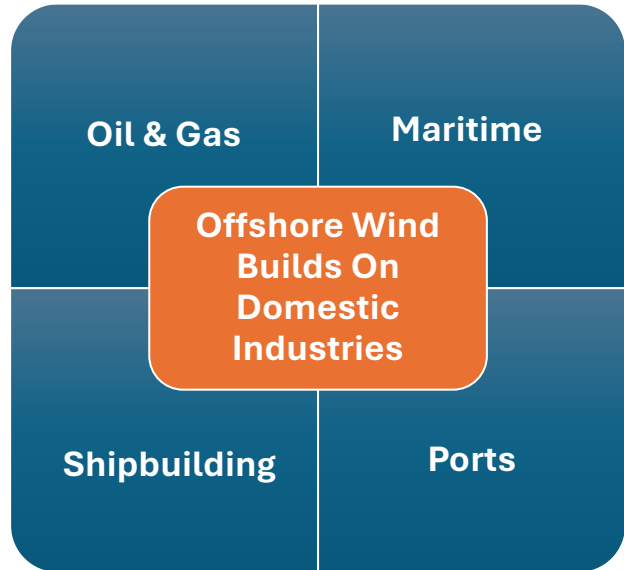 Oil & Gas
Maritime
Offshore Wind
Builds On
Domestic
Industries
Shipbuilding
Ports